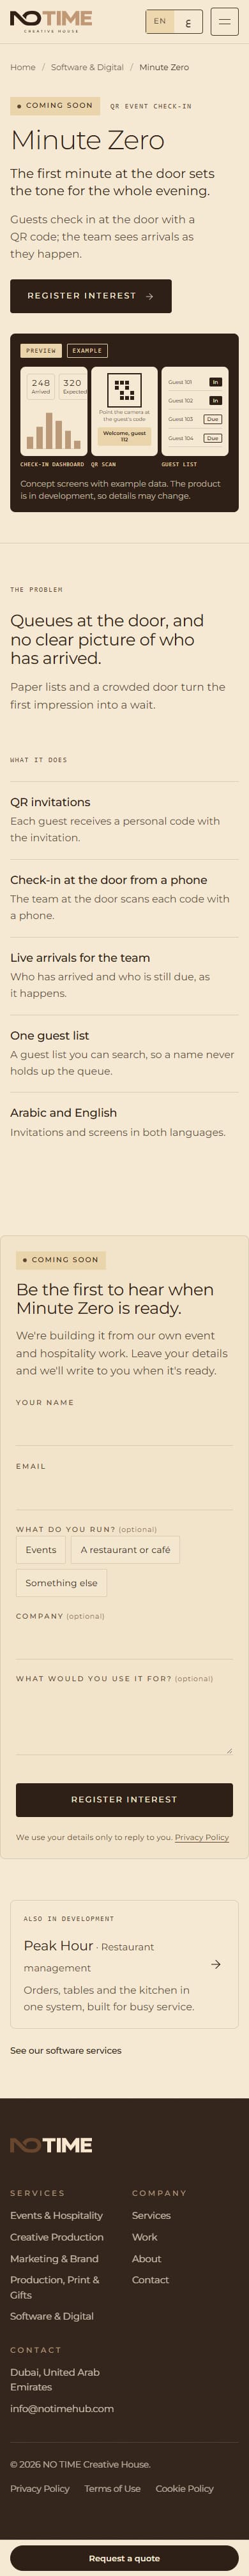 NO TIME
CREATIVE HOUSE
EN
ع
Home / Software & Digital / Minute Zero
COMING SOON
QR EVENT CHECK-IN
Minute Zero
The first minute at the door sets
the tone for the whole evening.
Guests check in at the door with a
QR code; the team sees arrivals as
they happen.
REGISTER INTEREST →
PREVIEW
EXAMPLE
248
Arrived
320
Expected
Point the camera at
the guest's code
Welcome, guest
112
Guest 101 In
Guest 102 In
Guest 103 Due
Guest 104 Due
CHECK-IN DASHBOARD
QR SCAN
GUEST LIST
Concept screens with example data. The product
is in development, so details may change.
THE PROBLEM
Queues at the door, and
no clear picture of who
has arrived.
Paper lists and a crowded door turn the
first impression into a wait.
WHAT IT DOES
QR invitations
Each guest receives a personal code with
the invitation.
Check-in at the door from a phone
The team at the door scans each code with
a phone.
Live arrivals for the team
Who has arrived and who is still due, as
it happens.
One guest list
A guest list you can search, so a name never
holds up the queue.
Arabic and English
Invitations and screens in both languages.
COMING SOON
Be the first to hear when
Minute Zero is ready.
We're building it from our own event
and hospitality work. Leave your details
and we'll write to you when it's ready.
YOUR NAME
EMAIL
WHAT DO YOU RUN? (optional)
Events
A restaurant or café
Something else
COMPANY (optional)
WHAT WOULD YOU USE IT FOR? (optional)
REGISTER INTEREST
We use your details only to reply to you. Privacy Policy
ALSO IN DEVELOPMENT
Peak Hour · Restaurant
management
Orders, tables and the kitchen in
one system, built for busy service.
→
See our software services
NO TIME
SERVICES
Events & Hospitality
Creative Production
Marketing & Brand
Production, Print &
Gifts
Software & Digital
COMPANY
Services
Work
About
Contact
CONTACT
Dubai, United Arab
Emirates
info@notimehub.com
© 2026 NO TIME Creative House.
Privacy Policy
Terms of Use
Cookie Policy
Request a quote